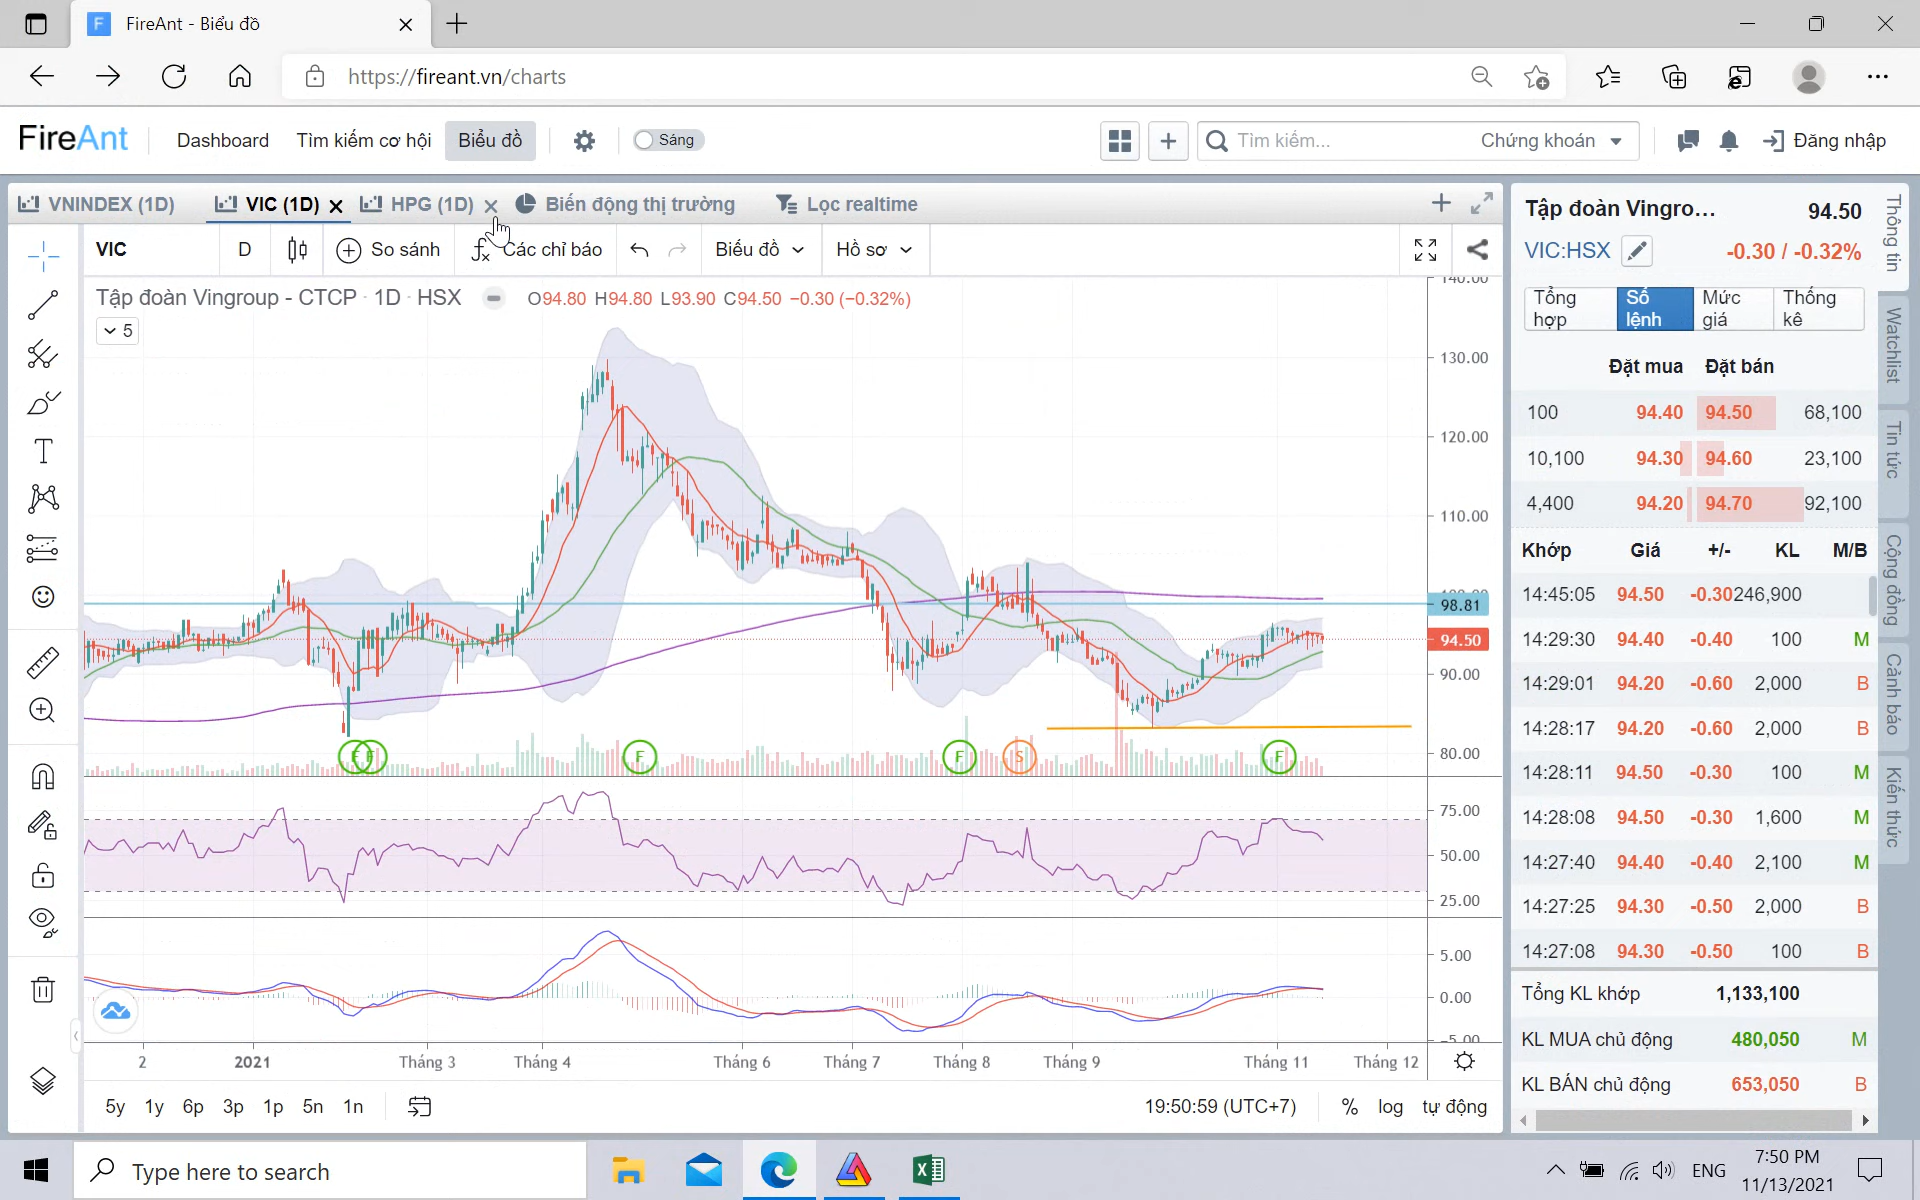 FireAnt - Biểu đồ
https://fireant.vn/charts
FireAnt Dashboard Tìm kiếm cơ hội Biểu đồ Sáng Tìm kiếm... Chứng khoán Đăng nhập
VNINDEX (1D) VIC (1D) HPG (1D) Biến động thị trường Lọc realtime
VIC D So sánh Các chỉ báo Biểu đồ Hồ sơ
Tập đoàn Vingroup - CTCP · 1D · HSX O94.80 H94.80 L93.90 C94.50 −0.30 (−0.32%)
5
140.00
130.00
120.00
110.00
98.81
94.50
90.00
80.00
F F F F S F
75.00
50.00
25.00
5.00
0.00
-5.00
2 2021 Tháng 3 Tháng 4 Tháng 6 Tháng 7 Tháng 8 Tháng 9 Tháng 11 Tháng 12
5y 1y 6p 3p 1p 5n 1n 19:50:59 (UTC+7) % log tự động
Tập đoàn Vingro... 94.50
VIC:HSX -0.30 / -0.32%
Tổng hợp Số lệnh Mức giá Thống kê
Đặt mua Đặt bán
100 94.40 94.50 68,100
10,100 94.30 94.60 23,100
4,400 94.20 94.70 92,100
Khớp Giá +/- KL M/B
14:45:05 94.50 -0.30 246,900
14:29:30 94.40 -0.40 100 M
14:29:01 94.20 -0.60 2,000 B
14:28:17 94.20 -0.60 2,000 B
14:28:11 94.50 -0.30 100 M
14:28:08 94.50 -0.30 1,600 M
14:27:40 94.40 -0.40 2,100 M
14:27:25 94.30 -0.50 2,000 B
14:27:08 94.30 -0.50 100 B
Tổng KL khớp 1,133,100
KL MUA chủ động 480,050 M
KL BÁN chủ động 653,050 B
Thông tin
Watchlist
Tin tức
Cộng đồng
Cảnh báo
Kiến thức
Type here to search
ENG
7:50 PM
11/13/2021